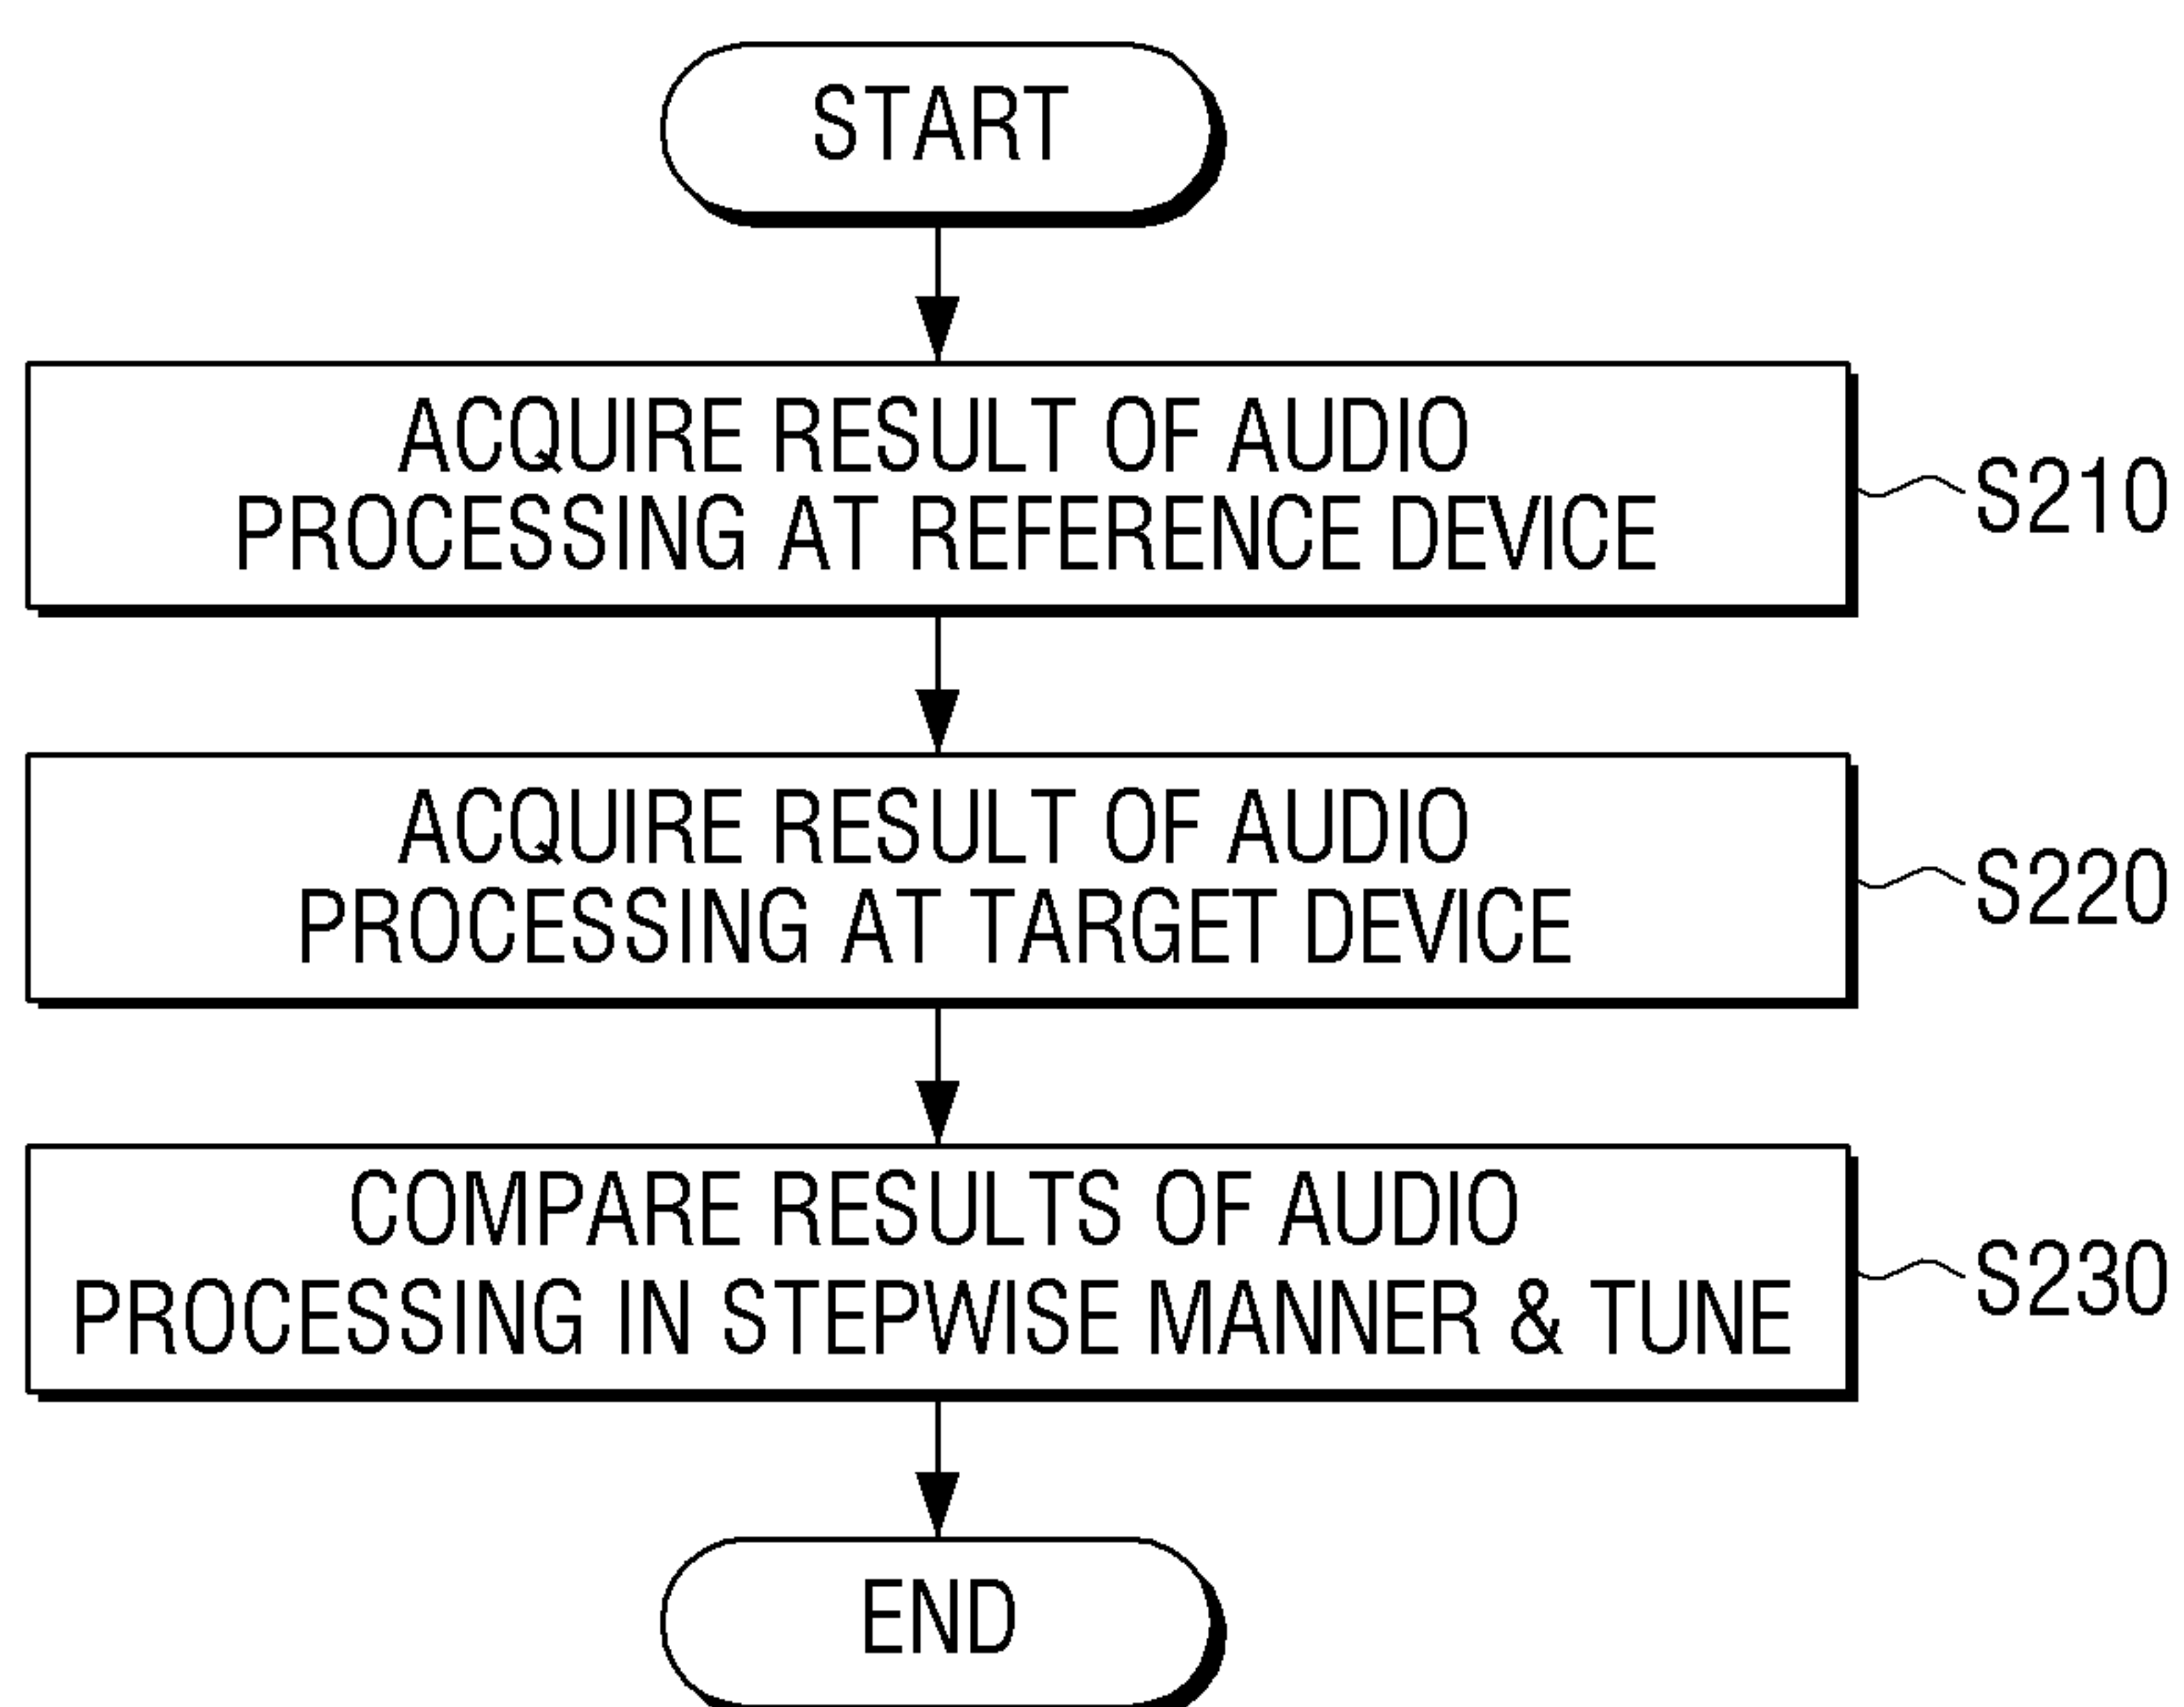 START
ACQUIRE RESULT OF AUDIO
PROCESSING AT REFERENCE DEVICE
S210
ACQUIRE RESULT OF AUDIO
PROCESSING AT TARGET DEVICE
S220
COMPARE RESULTS OF AUDIO
PROCESSING IN STEPWISE MANNER & TUNE
S230
END